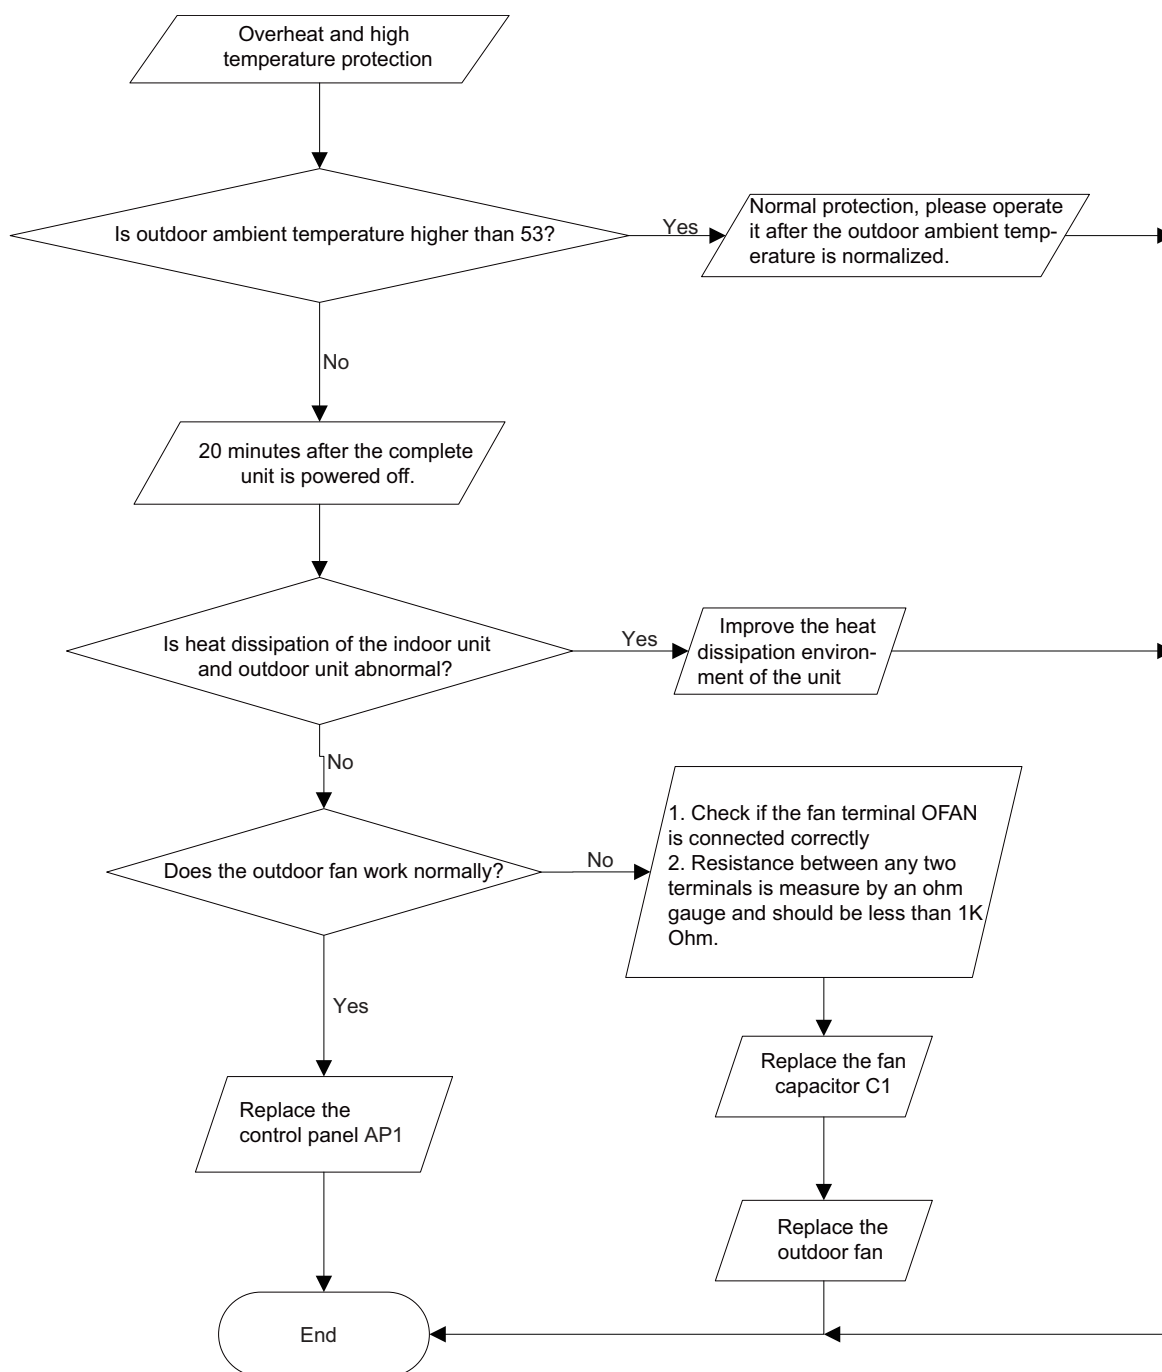 Overheat and high
temperature protection
Is outdoor ambient temperature higher than 53?
Yes
Normal protection, please operate
it after the outdoor ambient temp-
erature is normalized.
No
20 minutes after the complete
unit is powered off.
Is heat dissipation of the indoor unit
and outdoor unit abnormal?
Yes
Improve the heat
dissipation environ-
ment of the unit
No
Does the outdoor fan work normally?
No
1. Check if the fan terminal OFAN
is connected correctly
2. Resistance between any two
terminals is measure by an ohm
gauge and should be less than 1K
Ohm.
Yes
Replace the fan
capacitor C1
Replace the
control panel AP1
Replace the
outdoor fan
End